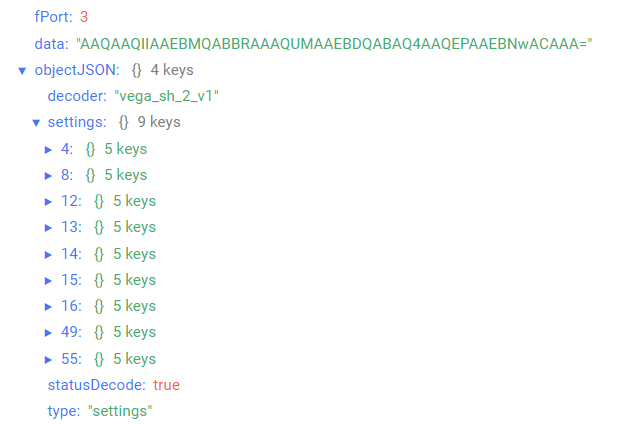 fPort: 3
data: "AAQAAQIIAAEBMQABBRAAAQUMAAEBDQABAQ4AAQEPAAEBNwACAAA="
▼ objectJSON: {} 4 keys
decoder: "vega_sh_2_v1"
▼ settings: {} 9 keys
► 4: {} 5 keys
► 8: {} 5 keys
► 12: {} 5 keys
► 13: {} 5 keys
► 14: {} 5 keys
► 15: {} 5 keys
► 16: {} 5 keys
► 49: {} 5 keys
► 55: {} 5 keys
statusDecode: true
type: "settings"